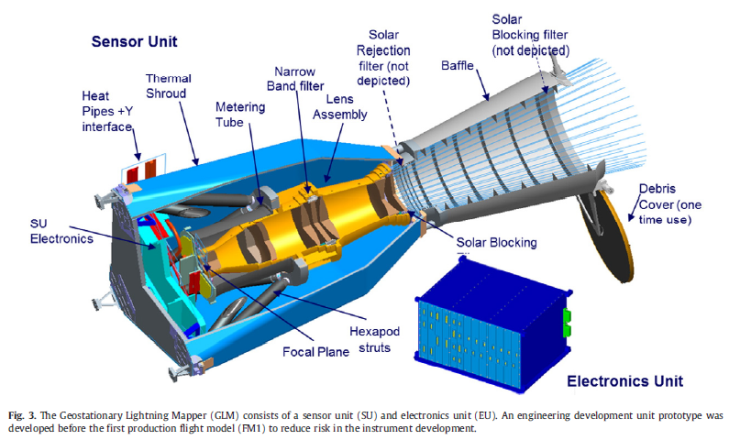 Sensor Unit
Solar
Rejection
filter (not
depicted)
Solar
Blocking filter
(not depicted)
Baffle
Narrow
Band filter
Thermal
Shroud
Lens
Assembly
Metering
Tube
Heat
Pipes +Y
interface
SU
Electronics
Debris
Cover (one
time use)
Solar Blocking
Hexapod
struts
Focal Plane
Electronics Unit
Fig. 3. The Geostationary Lightning Mapper (GLM) consists of a sensor unit (SU) and electronics unit (EU). An engineering development unit prototype was
developed before the first production flight model (FM1) to reduce risk in the instrument development.